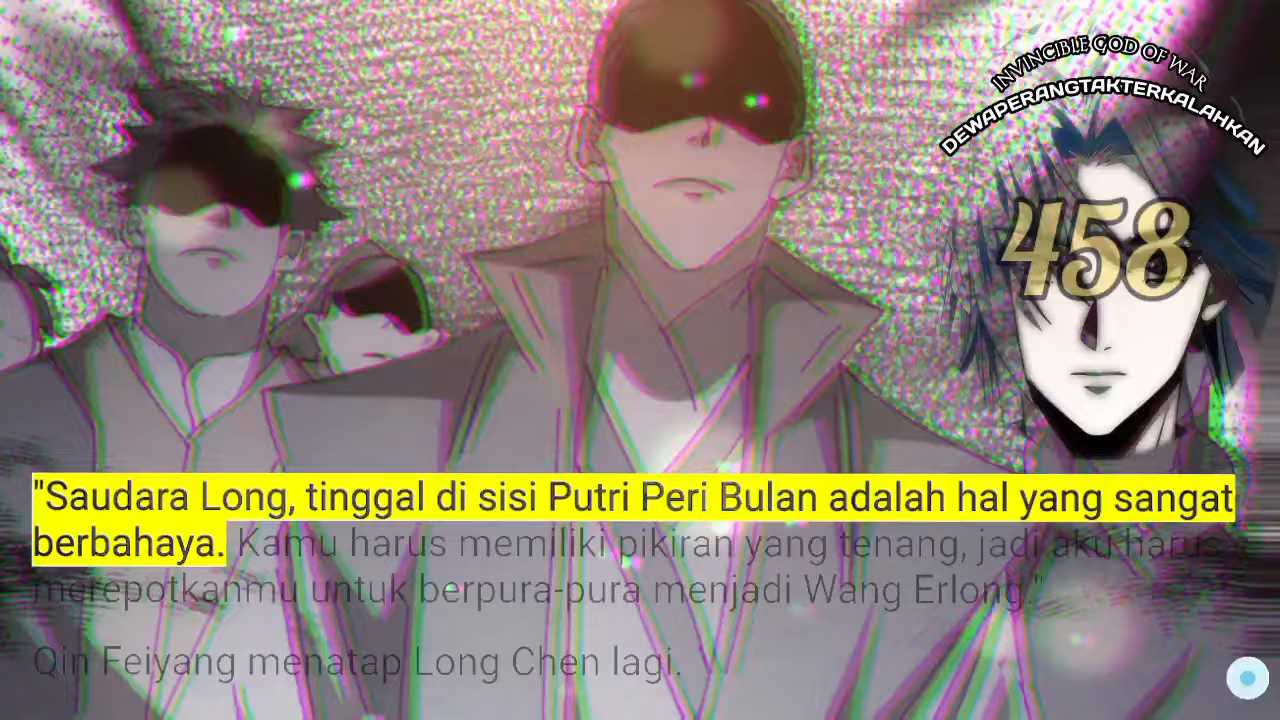 INVINCIBLE GOD OF WAR
DEWAPERANGTAKTERKALAHKAN
458
"Saudara Long, tinggal di sisi Putri Peri Bulan adalah hal yang sangat
berbahaya. Kamu harus memiliki pikiran yang tenang, jadi aku harus
merepotkanmu untuk berpura-pura menjadi Wang Erlong."
Qin Feiyang menatap Long Chen lagi.